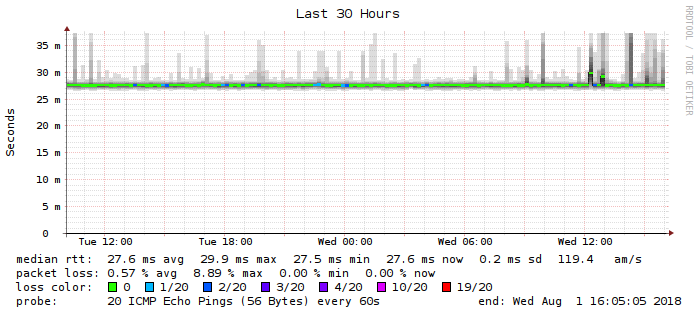 Last 30 Hours
RRDTOOL / TOBI OETIKER
Seconds
35 m
30 m
25 m
20 m
15 m
10 m
5 m
0
Tue 12:00 Tue 18:00 Wed 00:00 Wed 06:00 Wed 12:00
median rtt: 27.6 ms avg 29.9 ms max 27.5 ms min 27.6 ms now 0.2 ms sd 119.4 am/s
packet loss: 0.57 % avg 8.89 % max 0.00 % min 0.00 % now
loss color: 0 1/20 2/20 3/20 4/20 10/20 19/20
probe: 20 ICMP Echo Pings (56 Bytes) every 60s end: Wed Aug 1 16:05:05 2018